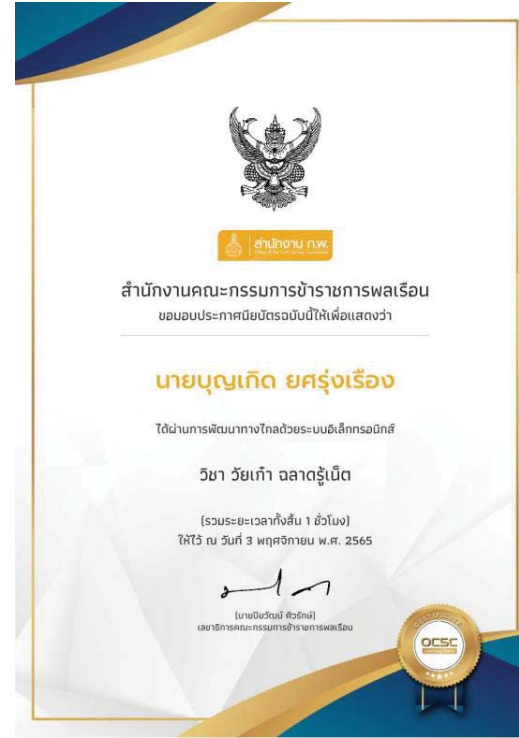 สำนักงาน ก.พ.
สำนักงานคณะกรรมการข้าราชการพลเรือน
ขอมอบประกาศนียบัตรฉบับนี้ให้เพื่อแสดงว่า
นายบุญเกิด ยศรุ่งเรือง
ได้ผ่านการพัฒนาทางไกลด้วยระบบอิเล็กทรอนิกส์
วิชา วัยเก๋า ฉลาดรู้เน็ต
(รวมระยะเวลาทั้งสิ้น 1 ชั่วโมง)
ให้ไว้ ณ วันที่ 3 พฤศจิกายน พ.ศ. 2565
(นายปิยวัฒน์ ศิวรักษ์)
เลขาธิการคณะกรรมการข้าราชการพลเรือน
OCSC